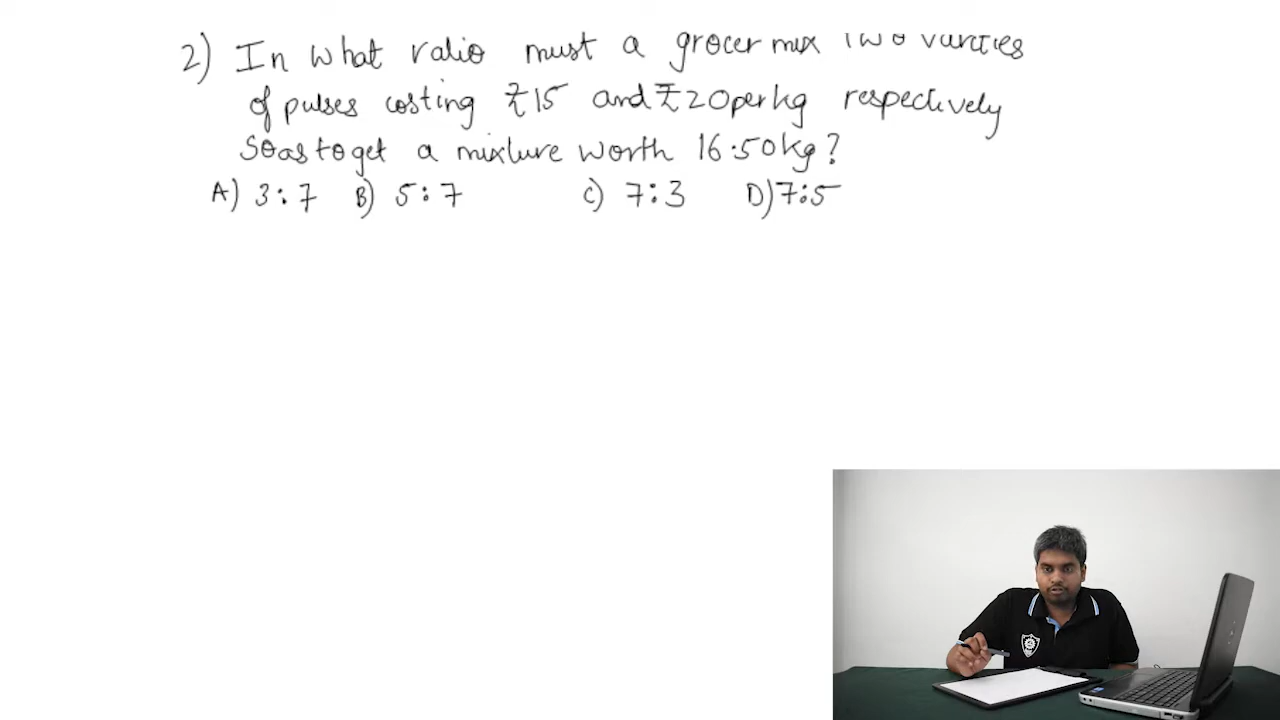 2) In what ratio must a grocer mix two varities
of pulses costing ₹15 and ₹20 per kg respectively
So as to get a mixture worth 16.50 kg?
A) 3:7 B) 5:7 C) 7:3 D) 7:5